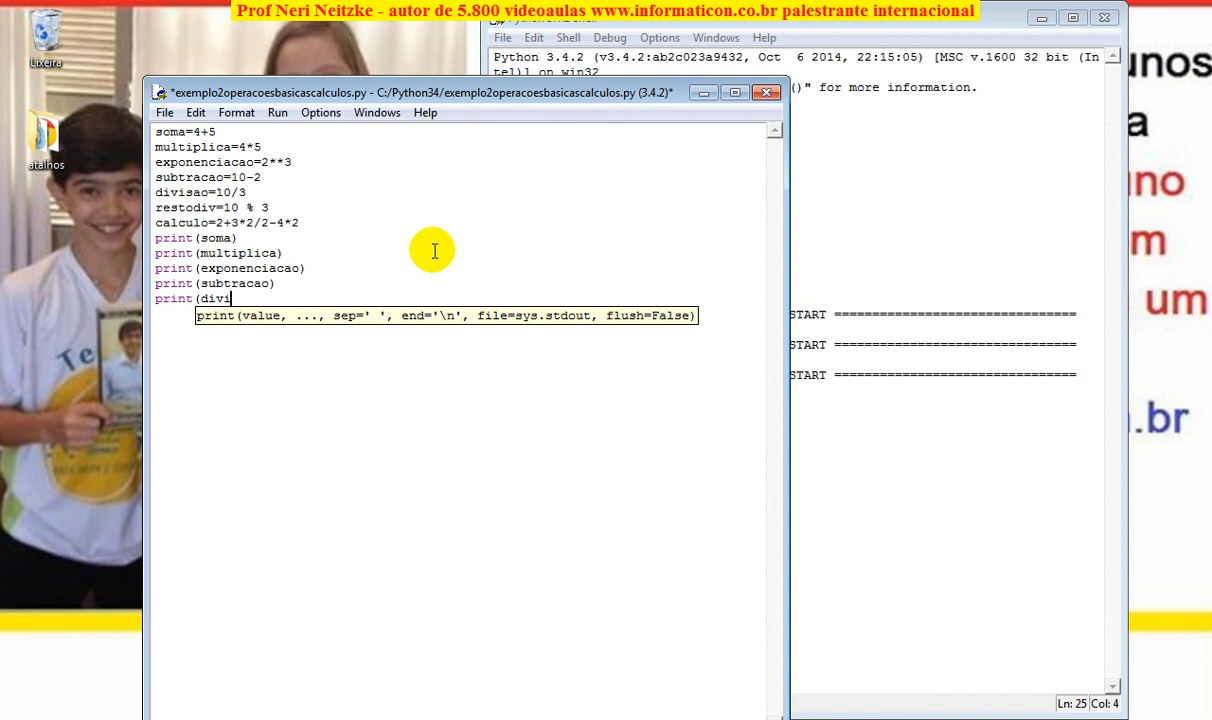 Prof Neri Neitzke - autor de 5.800 videoaulas www.informaticon.co.br palestrante internacional
Lixeira
atalhos
File Edit Shell Debug Options Windows Help
Python 3.4.2 (v3.4.2:ab2c023a9432, Oct  6 2014, 22:15:05) [MSC v.1600 32 bit (In
tel)] on win32
()" for more information.
START ================================
START ================================
START ================================
Ln: 25 Col: 4
*exemplo2operacoesbasicascalculos.py - C:/Python34/exemplo2operacoesbasicascalculos.py (3.4.2)*
File Edit Format Run Options Windows Help
soma=4+5
multiplica=4*5
exponenciacao=2**3
subtracao=10-2
divisao=10/3
restodiv=10 % 3
calculo=2+3*2/2-4*2
print(soma)
print(multiplica)
print(exponenciacao)
print(subtracao)
print(divi
print(value, ..., sep=' ', end='\n', file=sys.stdout, flush=False)
unos
a
uno
m
um
.br